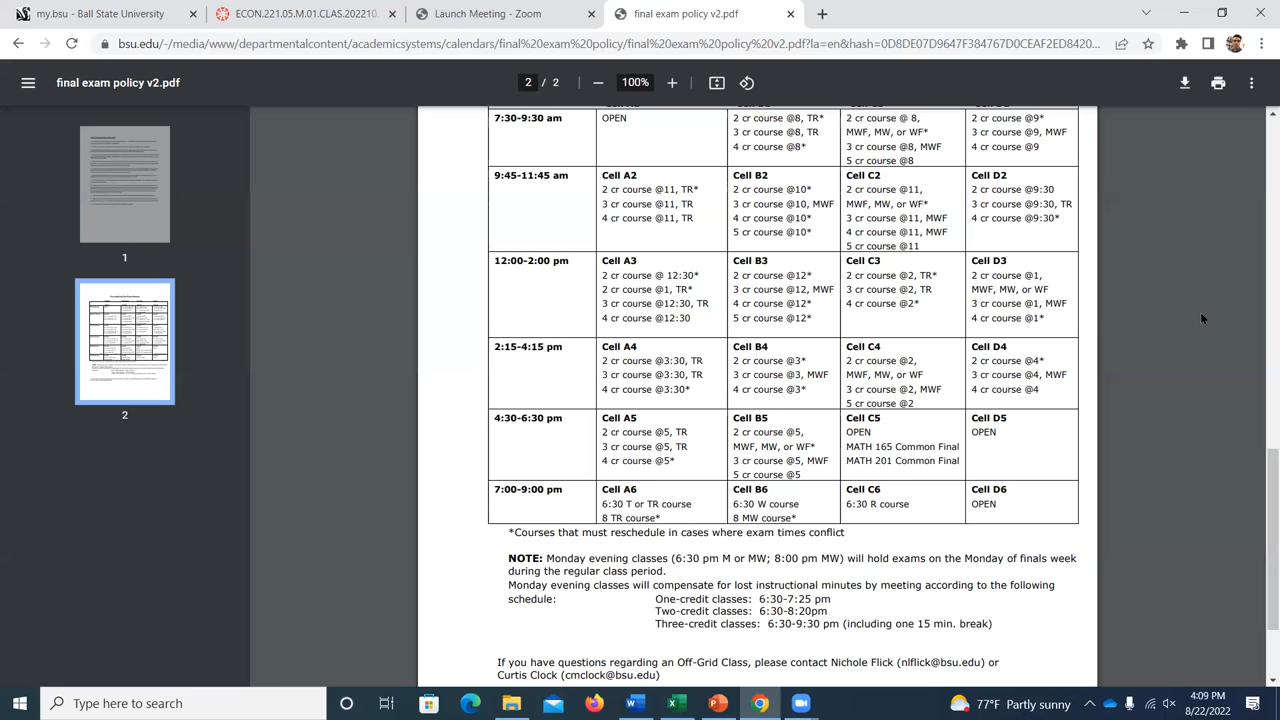 my.bsu - Ball State University
ECON.221.05.M.01.CLAS.202210.
Launch Meeting - Zoom
final exam policy v2.pdf
bsu.edu/-/media/www/departmentalcontent/academicsystems/calendars/final%20exam%20policy/final%20exam%20policy%20v2.pdf?la=en&hash=0D8DE07D9647F384767D0CEAF2ED8420...
final exam policy v2.pdf
2 / 2
100%
1
2
7:30-9:30 am
OPEN
2 cr course @8, TR*
3 cr course @8, TR
4 cr course @8*
2 cr course @ 8,
MWF, MW, or WF*
3 cr course @8, MWF
5 cr course @8
2 cr course @9*
3 cr course @9, MWF
4 cr course @9
9:45-11:45 am
Cell A2
2 cr course @11, TR*
3 cr course @11, TR
4 cr course @11, TR
Cell B2
2 cr course @10*
3 cr course @10, MWF
4 cr course @10*
5 cr course @10*
Cell C2
2 cr course @11,
MWF, MW, or WF*
3 cr course @11, MWF
4 cr course @11, MWF
5 cr course @11
Cell D2
2 cr course @9:30
3 cr course @9:30, TR
4 cr course @9:30*
12:00-2:00 pm
Cell A3
2 cr course @ 12:30*
2 cr course @1, TR*
3 cr course @12:30, TR
4 cr course @12:30
Cell B3
2 cr course @12*
3 cr course @12, MWF
4 cr course @12*
5 cr course @12*
Cell C3
2 cr course @2, TR*
3 cr course @2, TR
4 cr course @2*
Cell D3
2 cr course @1,
MWF, MW, or WF
3 cr course @1, MWF
4 cr course @1*
2:15-4:15 pm
Cell A4
2 cr course @3:30, TR
3 cr course @3:30, TR
4 cr course @3:30*
Cell B4
2 cr course @3*
3 cr course @3, MWF
4 cr course @3*
Cell C4
2 cr course @2,
MWF, MW, or WF
3 cr course @2, MWF
5 cr course @2
Cell D4
2 cr course @4*
3 cr course @4, MWF
4 cr course @4
4:30-6:30 pm
Cell A5
2 cr course @5, TR
3 cr course @5, TR
4 cr course @5*
Cell B5
2 cr course @5,
MWF, MW, or WF*
3 cr course @5, MWF
5 cr course @5
Cell C5
OPEN
MATH 165 Common Final
MATH 201 Common Final
Cell D5
OPEN
7:00-9:00 pm
Cell A6
6:30 T or TR course
8 TR course*
Cell B6
6:30 W course
8 MW course*
Cell C6
6:30 R course
Cell D6
OPEN
*Courses that must reschedule in cases where exam times conflict
NOTE: Monday evening classes (6:30 pm M or MW; 8:00 pm MW) will hold exams on the Monday of finals week
during the regular class period.
Monday evening classes will compensate for lost instructional minutes by meeting according to the following
schedule: One-credit classes: 6:30-7:25 pm
Two-credit classes: 6:30-8:20pm
Three-credit classes: 6:30-9:30 pm (including one 15 min. break)
If you have questions regarding an Off-Grid Class, please contact Nichole Flick (nlflick@bsu.edu) or
Curtis Clock (cmclock@bsu.edu)
Type here to search
77°F Partly sunny
4:09 PM
8/22/2022